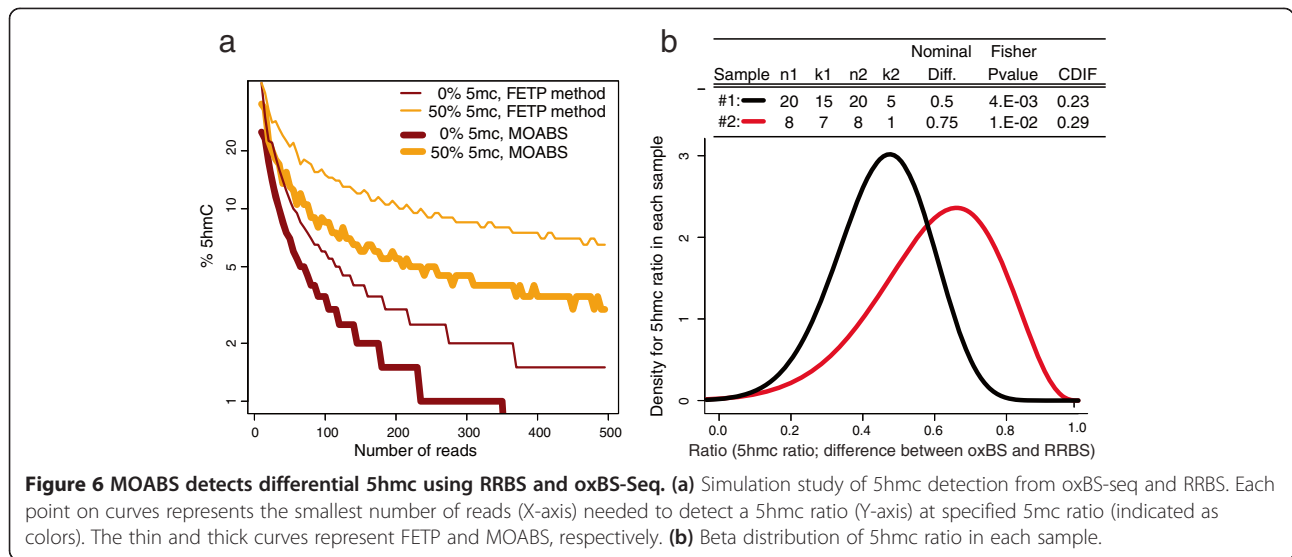 a
0% 5mc, FETP method
50% 5mc, FETP method
0% 5mc, MOABS
50% 5mc, MOABS
% 5hmC
20
10
5
2
1
0 100 200 300 400 500
Number of reads
b
Nominal Fisher
Sample n1 k1 n2 k2 Diff. Pvalue CDIF
#1: 20 15 20 5 0.5 4.E-03 0.23
#2: 8 7 8 1 0.75 1.E-02 0.29
Density for 5hmc ratio in each sample
3
2
1
0
0.0 0.2 0.4 0.6 0.8 1.0
Ratio (5hmc ratio; difference between oxBS and RRBS)
Figure 6 MOABS detects differential 5hmc using RRBS and oxBS-Seq. (a) Simulation study of 5hmc detection from oxBS-seq and RRBS. Each
point on curves represents the smallest number of reads (X-axis) needed to detect a 5hmc ratio (Y-axis) at specified 5mc ratio (indicated as
colors). The thin and thick curves represent FETP and MOABS, respectively. (b) Beta distribution of 5hmc ratio in each sample.